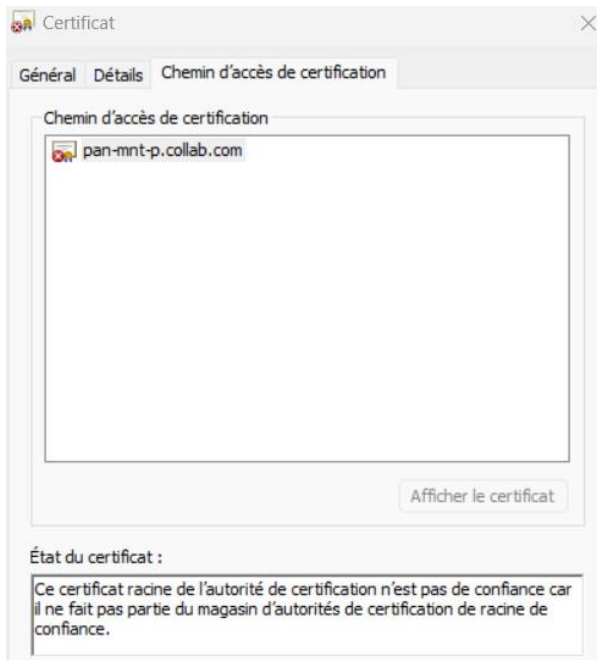 Certificat
Général Détails Chemin d'accès de certification
Chemin d'accès de certification
pan-mnt-p.collab.com
Afficher le certificat
État du certificat :
Ce certificat racine de l'autorité de certification n'est pas de confiance car
il ne fait pas partie du magasin d'autorités de certification de racine de
confiance.